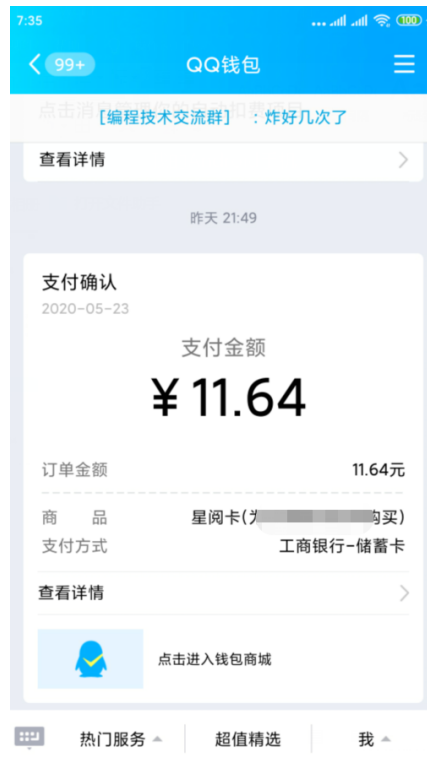 7:35
100
99+
QQ钱包
[编程技术交流群] ：炸好几次了
查看详情
昨天 21:49
支付确认
2020-05-23
支付金额
¥ 11.64
订单金额 11.64元
商 品 星阅卡(为 购买)
支付方式 工商银行-储蓄卡
查看详情
点击进入钱包商城
热门服务 超值精选 我